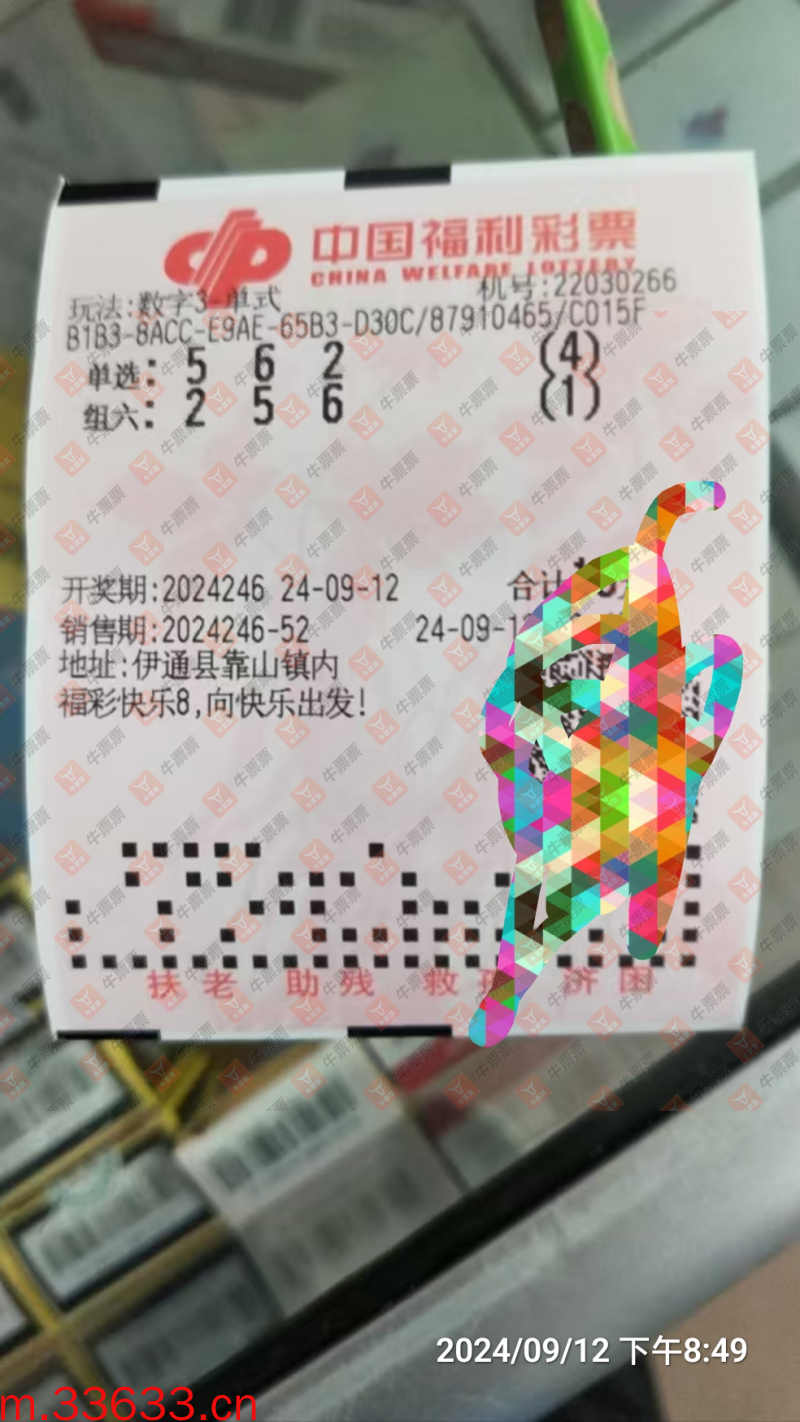 中国福利彩票
CHINA WELFARE LOTTERY
玩法:数字3-单式 机号:22030266
B1B3-8ACC-E9AE-65B3-D30C/87910465/C015F
单选: 5 6 2 (4)
组六: 2 5 6 (1)
开奖期:2024246 24-09-12 合计
销售期:2024246-52 24-09-1
地址:伊通县靠山镇内
福彩快乐8,向快乐出发!
扶老 助残 救孤 济困
牛票票
2024/09/12 下午8:49
m.33633.cn